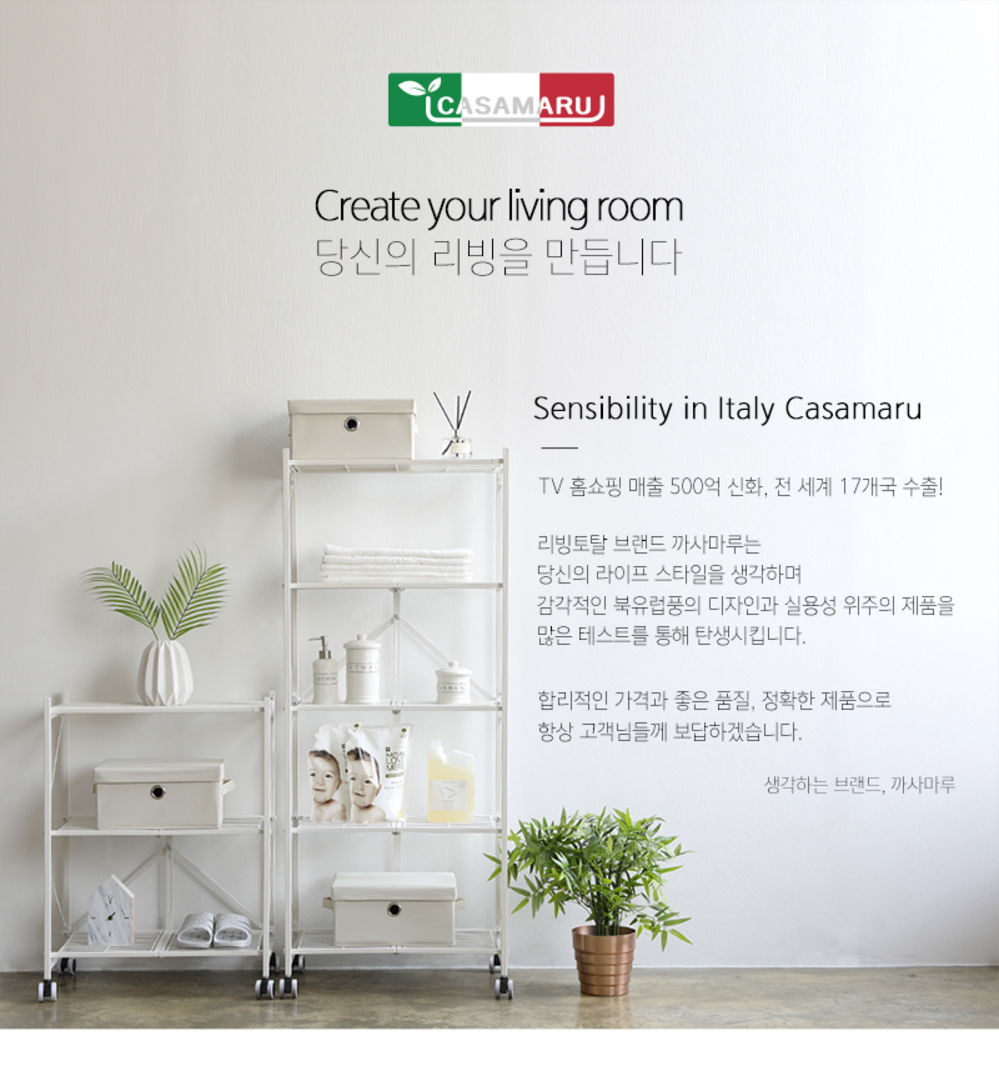 CASAMARU
Create your living room
당신의 리빙을 만듭니다
Sensibility in Italy Casamaru
TV 홈쇼핑 매출 500억 신화, 전 세계 17개국 수출!
리빙토탈 브랜드 까사마루는
당신의 라이프 스타일을 생각하며
감각적인 북유럽풍의 디자인과 실용성 위주의 제품을
많은 테스트를 통해 탄생시킵니다.
합리적인 가격과 좋은 품질, 정확한 제품으로
항상 고객님들께 보답하겠습니다.
생각하는 브랜드, 까사마루